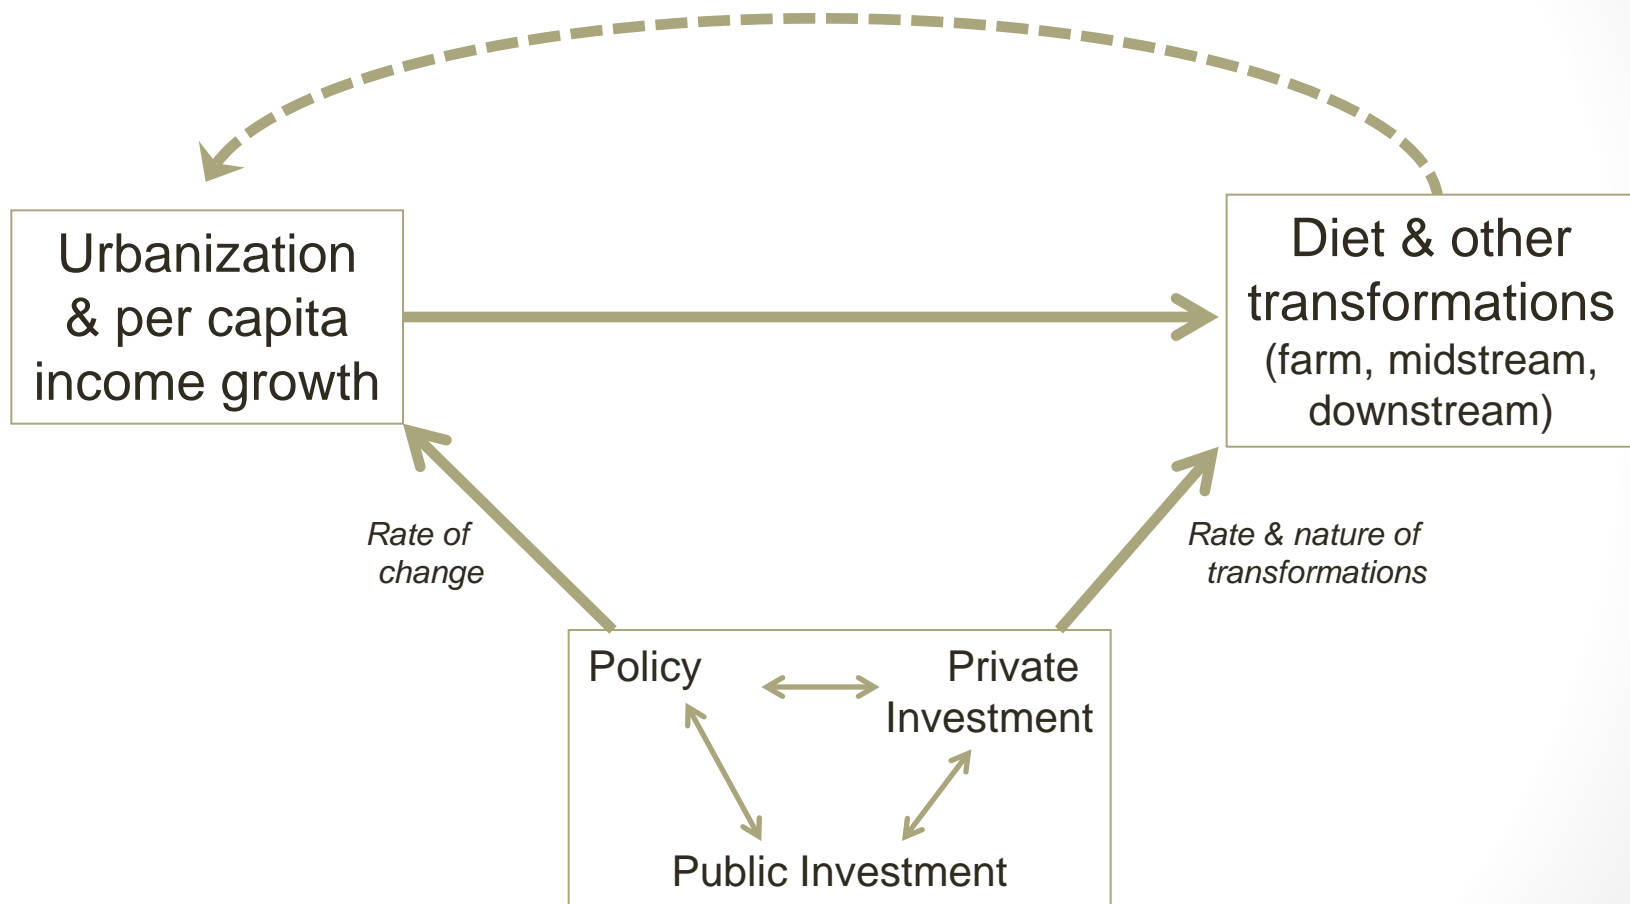 Urbanization
& per capita
income growth
Diet & other
transformations
(farm, midstream,
downstream)
Rate of
change
Rate & nature of
transformations
Policy
Private
Investment
Public Investment